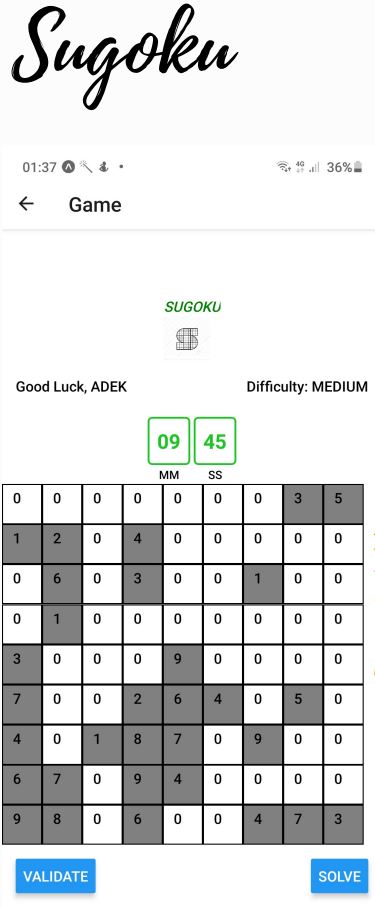 Sugoku
01:37 4G 36%
Game
SUGOKU
S
Good Luck, ADEK Difficulty: MEDIUM
09 45
MM SS
0 0 0 0 0 0 0 3 5
1 2 0 4 0 0 0 0 0
0 6 0 3 0 0 1 0 0
0 1 0 0 0 0 0 0 0
3 0 0 0 9 0 0 0 0
7 0 0 2 6 4 0 5 0
4 0 1 8 7 0 9 0 0
6 7 0 9 4 0 0 0 0
9 8 0 6 0 0 4 7 3
VALIDATE SOLVE